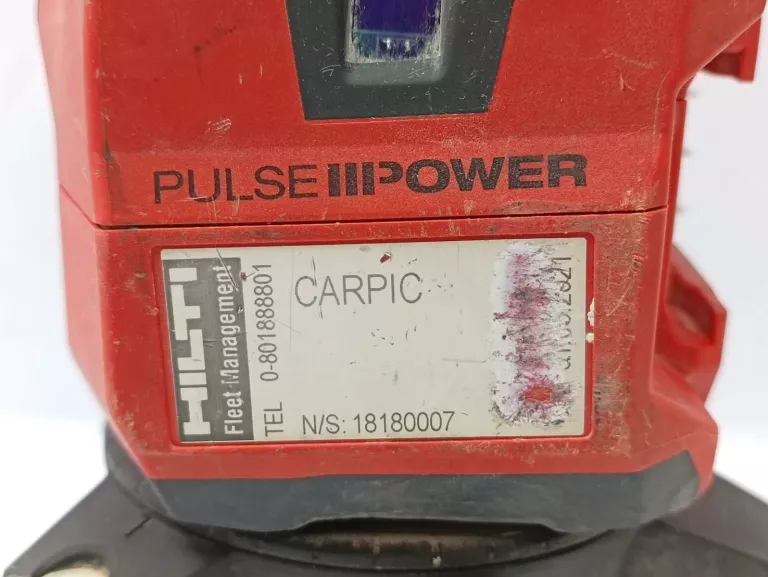 PULSE POWER
HILTI
Fleet Management
TEL 0-801888801
CARPIC
N/S: 18180007